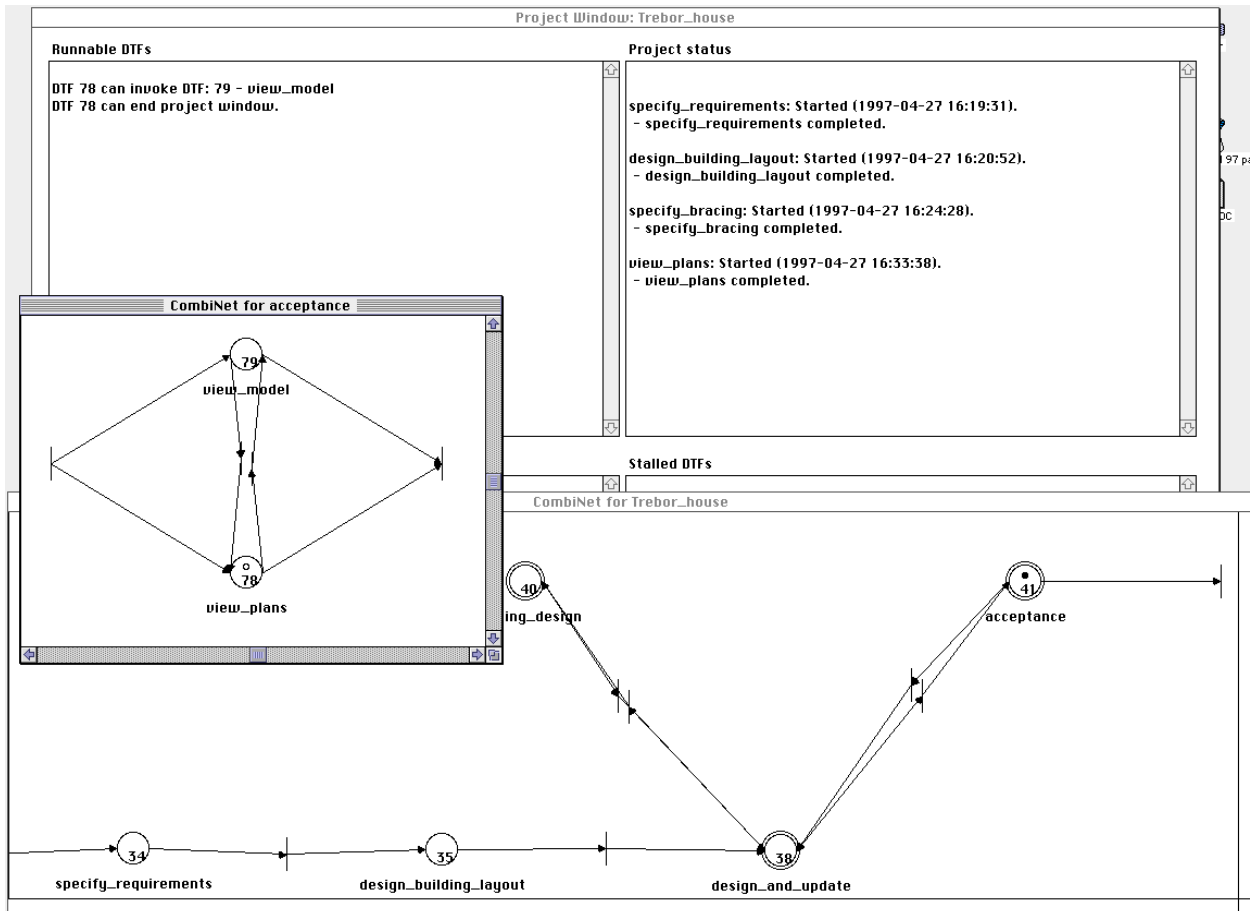 Project Window: Trebor_house
Runnable DTFs
DTF 78 can invoke DTF: 79 - view_model
DTF 78 can end project window.
Project status
specify_requirements: Started (1997-04-27 16:19:31).
- specify_requirements completed.
design_building_layout: Started (1997-04-27 16:20:52).
- design_building_layout completed.
specify_bracing: Started (1997-04-27 16:24:28).
- specify_bracing completed.
view_plans: Started (1997-04-27 16:33:38).
- view_plans completed.
97 pa
Stalled DTFs
CombiNet for acceptance
79
view_model
78
view_plans
CombiNet for Trebor_house
40
ing_design
41
acceptance
34
specify_requirements
35
design_building_layout
38
design_and_update